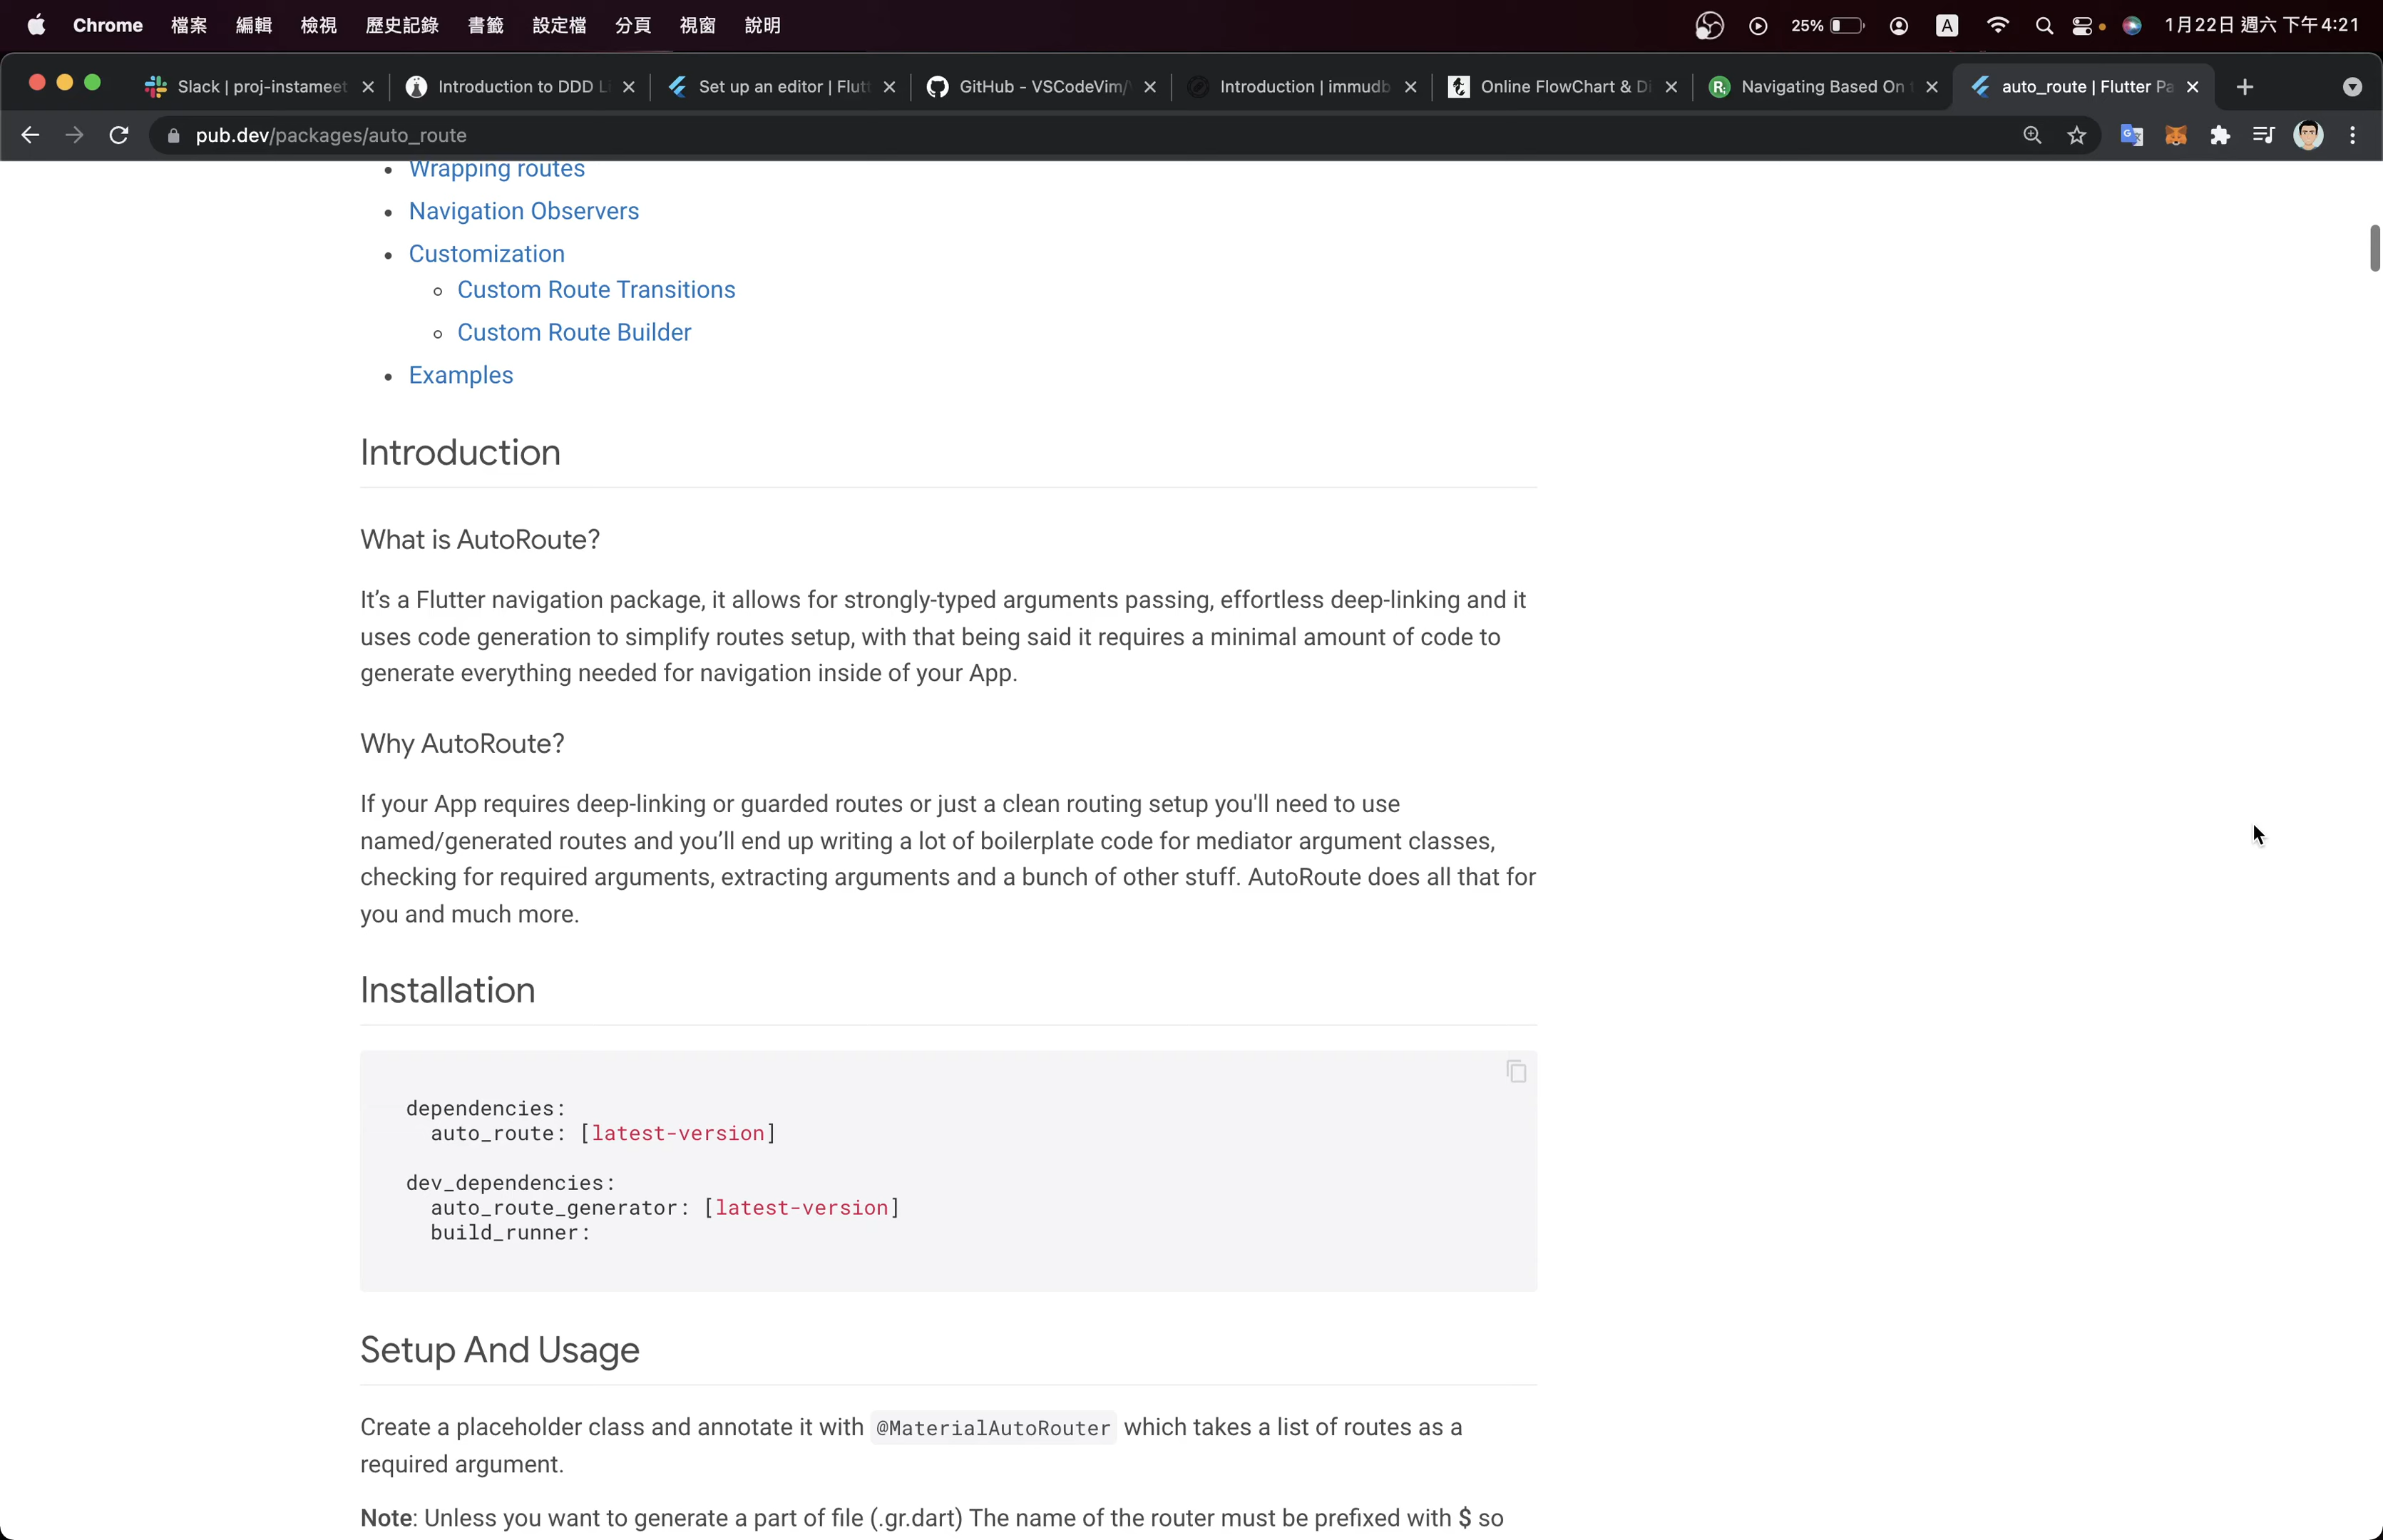 Chrome 檔案 編輯 檢視 歷史記錄 書籤 設定檔 分頁 視窗 說明 25% A 1月22日 週六 下午4:21
Slack | proj-instameet Introduction to DDD Li Set up an editor | Flutt GitHub - VSCodeVim/ Introduction | immudb Online FlowChart & Di Navigating Based On auto_route | Flutter Pa
pub.dev/packages/auto_route
Wrapping routes
Navigation Observers
Customization
Custom Route Transitions
Custom Route Builder
Examples
Introduction
What is AutoRoute?
It’s a Flutter navigation package, it allows for strongly-typed arguments passing, effortless deep-linking and it
uses code generation to simplify routes setup, with that being said it requires a minimal amount of code to
generate everything needed for navigation inside of your App.
Why AutoRoute?
If your App requires deep-linking or guarded routes or just a clean routing setup you'll need to use
named/generated routes and you’ll end up writing a lot of boilerplate code for mediator argument classes,
checking for required arguments, extracting arguments and a bunch of other stuff. AutoRoute does all that for
you and much more.
Installation
dependencies:
auto_route: [latest-version]
dev_dependencies:
auto_route_generator: [latest-version]
build_runner:
Setup And Usage
Create a placeholder class and annotate it with @MaterialAutoRouter which takes a list of routes as a
required argument.
Note: Unless you want to generate a part of file (.gr.dart) The name of the router must be prefixed with $ so